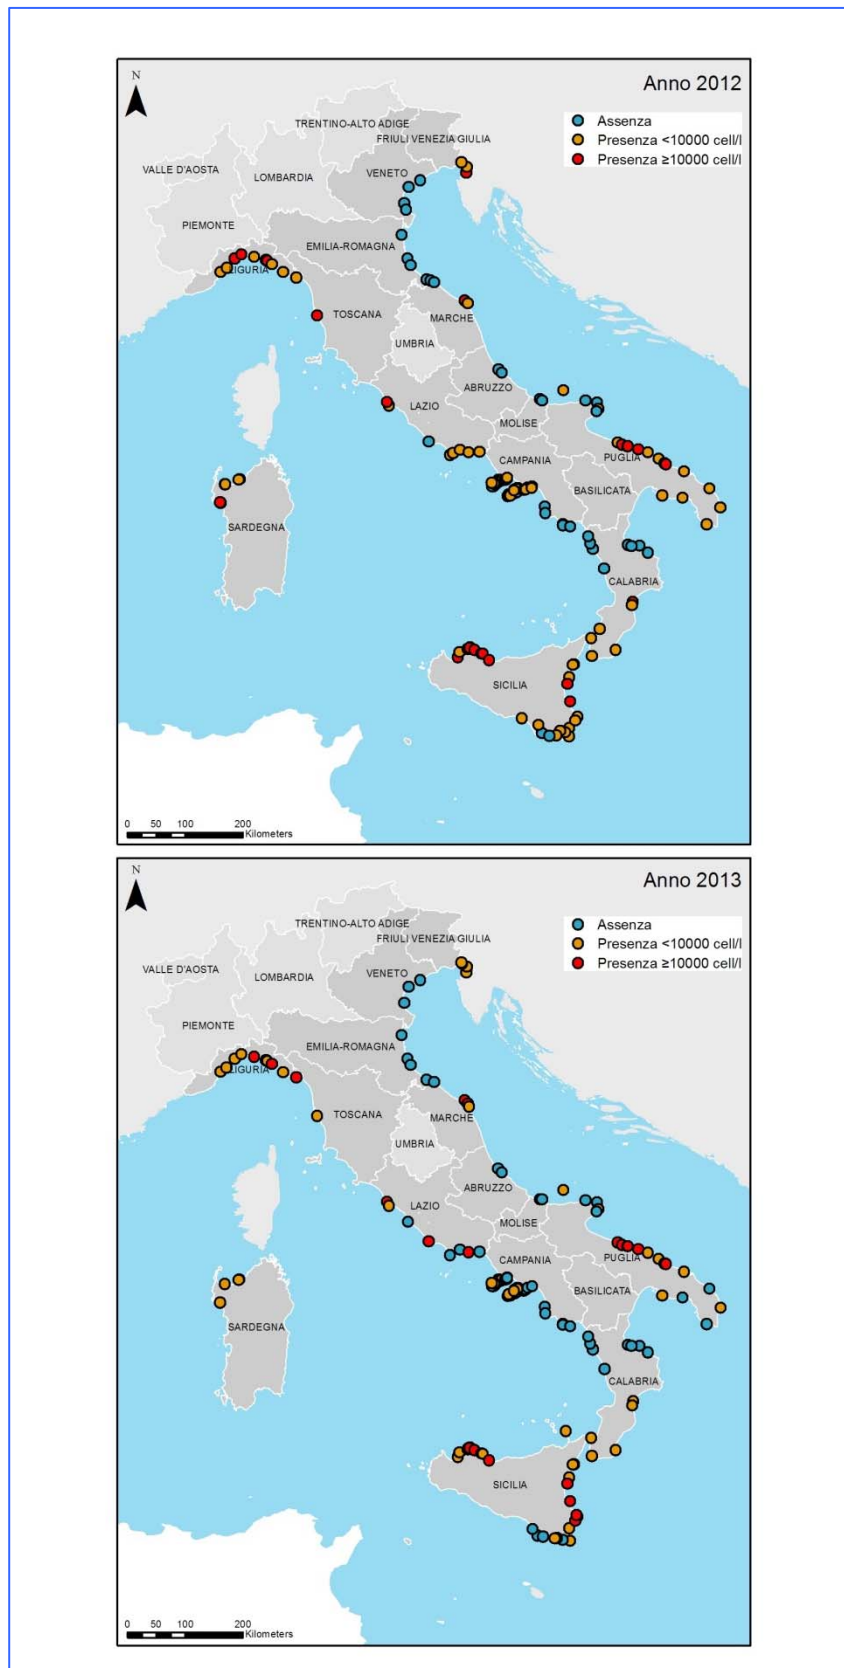 N
Anno 2012
Assenza
Presenza <10000 cell/l
Presenza ≥10000 cell/l
TRENTINO-ALTO ADIGE
FRIULI VENEZIA GIULIA
VALLE D'AOSTA
LOMBARDIA
VENETO
PIEMONTE
EMILIA-ROMAGNA
LIGURIA
TOSCANA
MARCHE
UMBRIA
ABRUZZO
LAZIO
MOLISE
CAMPANIA
PUGLIA
BASILICATA
SARDEGNA
CALABRIA
SICILIA
0 50 100 200
Kilometers
N
Anno 2013
Assenza
Presenza <10000 cell/l
Presenza ≥10000 cell/l
TRENTINO-ALTO ADIGE
FRIULI VENEZIA GIULIA
VALLE D'AOSTA
LOMBARDIA
VENETO
PIEMONTE
EMILIA-ROMAGNA
LIGURIA
TOSCANA
MARCHE
UMBRIA
ABRUZZO
LAZIO
MOLISE
CAMPANIA
PUGLIA
BASILICATA
SARDEGNA
CALABRIA
SICILIA
0 50 100 200
Kilometers